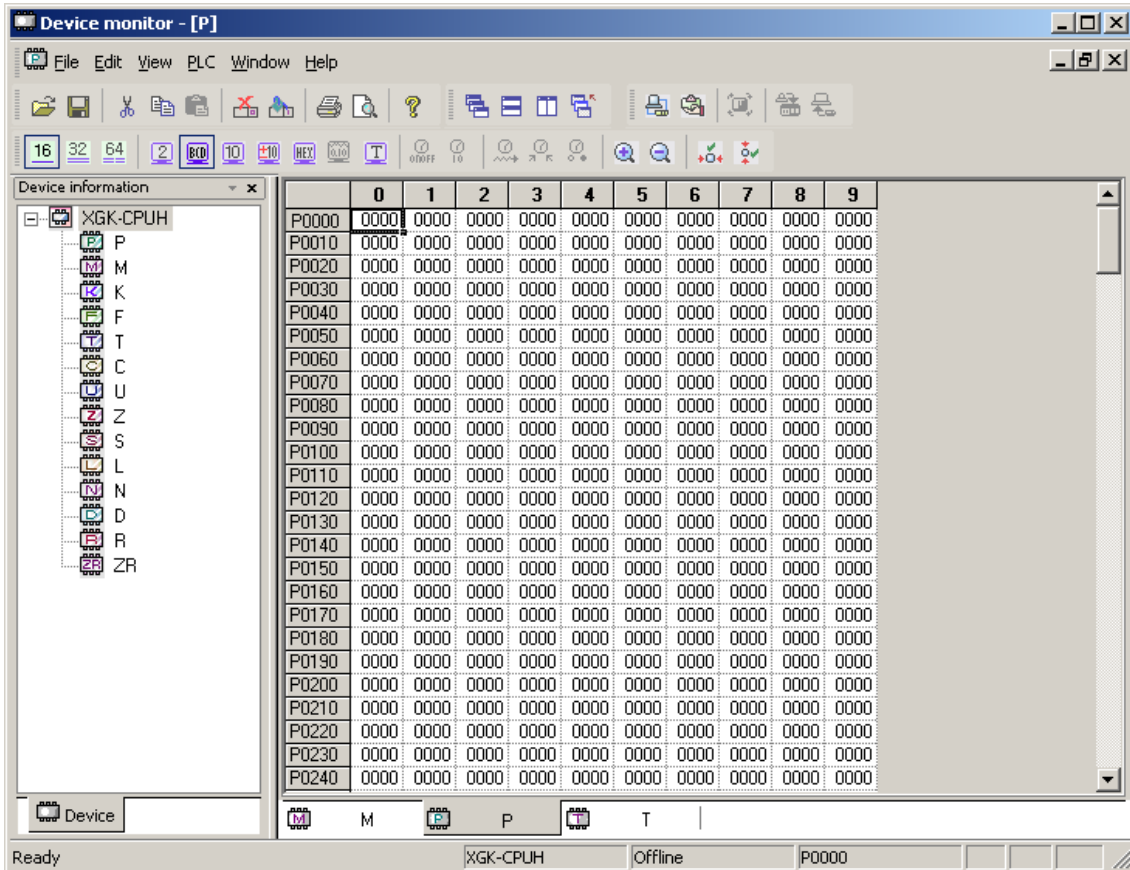 Device monitor - [P]
File Edit View PLC Window Help
16 32 64 2 BCD 10 ±10 HEX 0.10 T ON0FF 10
Device information
XGK-CPUH
P
M
K
F
T
C
U
Z
S
L
N
D
R
ZR
Device
0 1 2 3 4 5 6 7 8 9
P0000 0000 0000 0000 0000 0000 0000 0000 0000 0000 0000
P0010 0000 0000 0000 0000 0000 0000 0000 0000 0000 0000
P0020 0000 0000 0000 0000 0000 0000 0000 0000 0000 0000
P0030 0000 0000 0000 0000 0000 0000 0000 0000 0000 0000
P0040 0000 0000 0000 0000 0000 0000 0000 0000 0000 0000
P0050 0000 0000 0000 0000 0000 0000 0000 0000 0000 0000
P0060 0000 0000 0000 0000 0000 0000 0000 0000 0000 0000
P0070 0000 0000 0000 0000 0000 0000 0000 0000 0000 0000
P0080 0000 0000 0000 0000 0000 0000 0000 0000 0000 0000
P0090 0000 0000 0000 0000 0000 0000 0000 0000 0000 0000
P0100 0000 0000 0000 0000 0000 0000 0000 0000 0000 0000
P0110 0000 0000 0000 0000 0000 0000 0000 0000 0000 0000
P0120 0000 0000 0000 0000 0000 0000 0000 0000 0000 0000
P0130 0000 0000 0000 0000 0000 0000 0000 0000 0000 0000
P0140 0000 0000 0000 0000 0000 0000 0000 0000 0000 0000
P0150 0000 0000 0000 0000 0000 0000 0000 0000 0000 0000
P0160 0000 0000 0000 0000 0000 0000 0000 0000 0000 0000
P0170 0000 0000 0000 0000 0000 0000 0000 0000 0000 0000
P0180 0000 0000 0000 0000 0000 0000 0000 0000 0000 0000
P0190 0000 0000 0000 0000 0000 0000 0000 0000 0000 0000
P0200 0000 0000 0000 0000 0000 0000 0000 0000 0000 0000
P0210 0000 0000 0000 0000 0000 0000 0000 0000 0000 0000
P0220 0000 0000 0000 0000 0000 0000 0000 0000 0000 0000
P0230 0000 0000 0000 0000 0000 0000 0000 0000 0000 0000
P0240 0000 0000 0000 0000 0000 0000 0000 0000 0000 0000
M P T
Ready XGK-CPUH Offline P0000